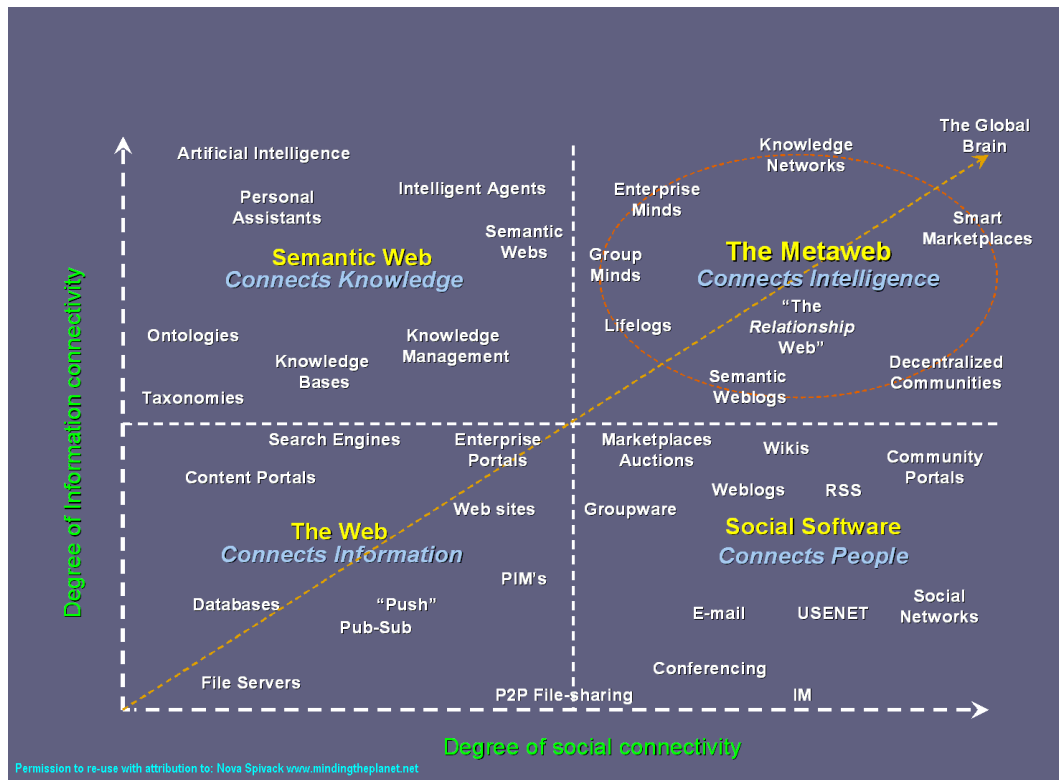 Artificial Intelligence
Personal
Assistants
Intelligent Agents
Semantic
Webs
Semantic Web
Connects Knowledge
Ontologies
Knowledge
Bases
Knowledge
Management
Taxonomies
The Global
Brain
Knowledge
Networks
Enterprise
Minds
Smart
Marketplaces
Group
Minds
The Metaweb
Connects Intelligence
Lifelogs
“The
Relationship
Web”
Semantic
Weblogs
Decentralized
Communities
Search Engines
Enterprise
Portals
Content Portals
Web sites
The Web
Connects Information
PIM's
Databases
“Push”
Pub-Sub
File Servers
P2P File-sharing
Marketplaces
Auctions
Wikis
Community
Portals
Weblogs
RSS
Groupware
Social Software
Connects People
E-mail
USENET
Social
Networks
Conferencing
IM
Degree of Information connectivity
Degree of social connectivity
Permission to re-use with attribution to: Nova Spivack www.mindingtheplanet.net